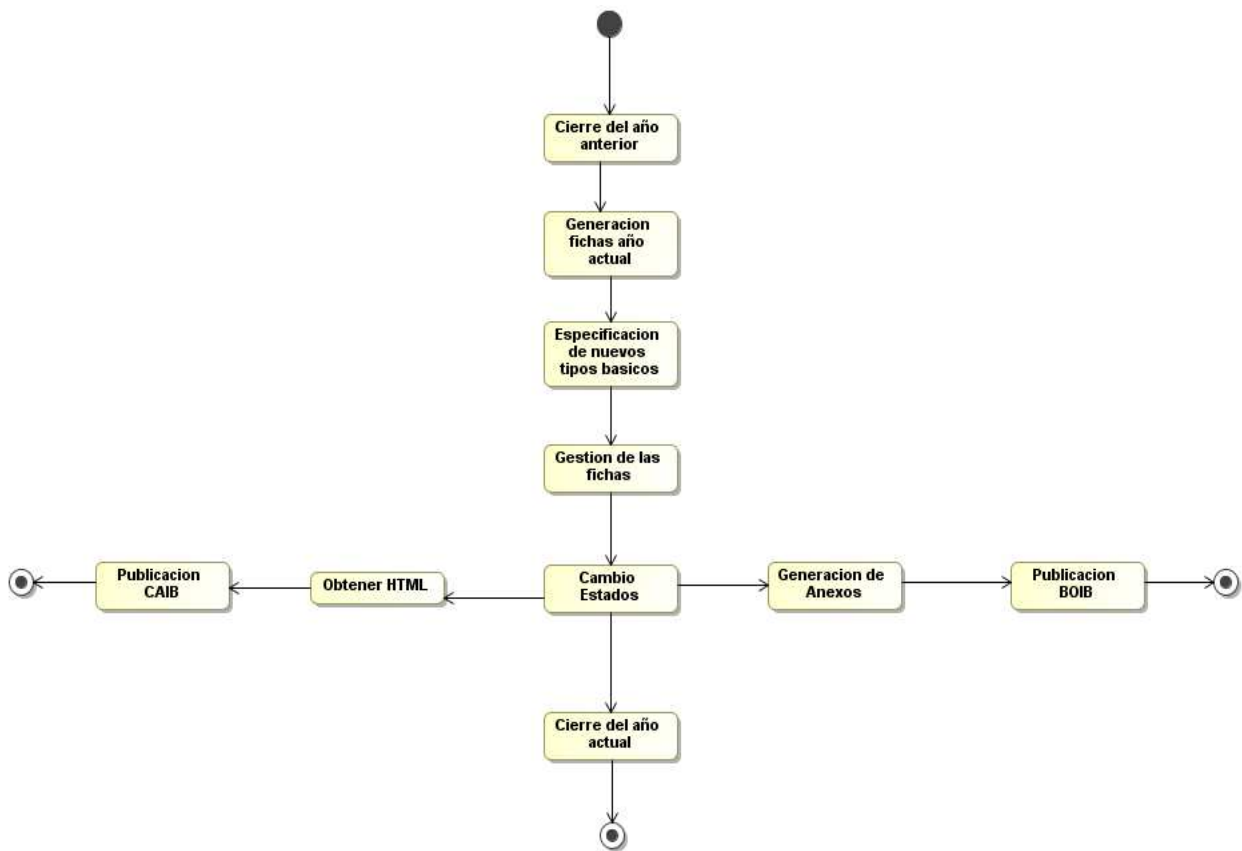 Cierre del año
anterior
Generacion
fichas año
actual
Especificacion
de nuevos
tipos basicos
Gestion de las
fichas
Publicacion
CAIB
Obtener HTML
Cambio
Estados
Generacion de
Anexos
Publicacion
BOIB
Cierre del año
actual